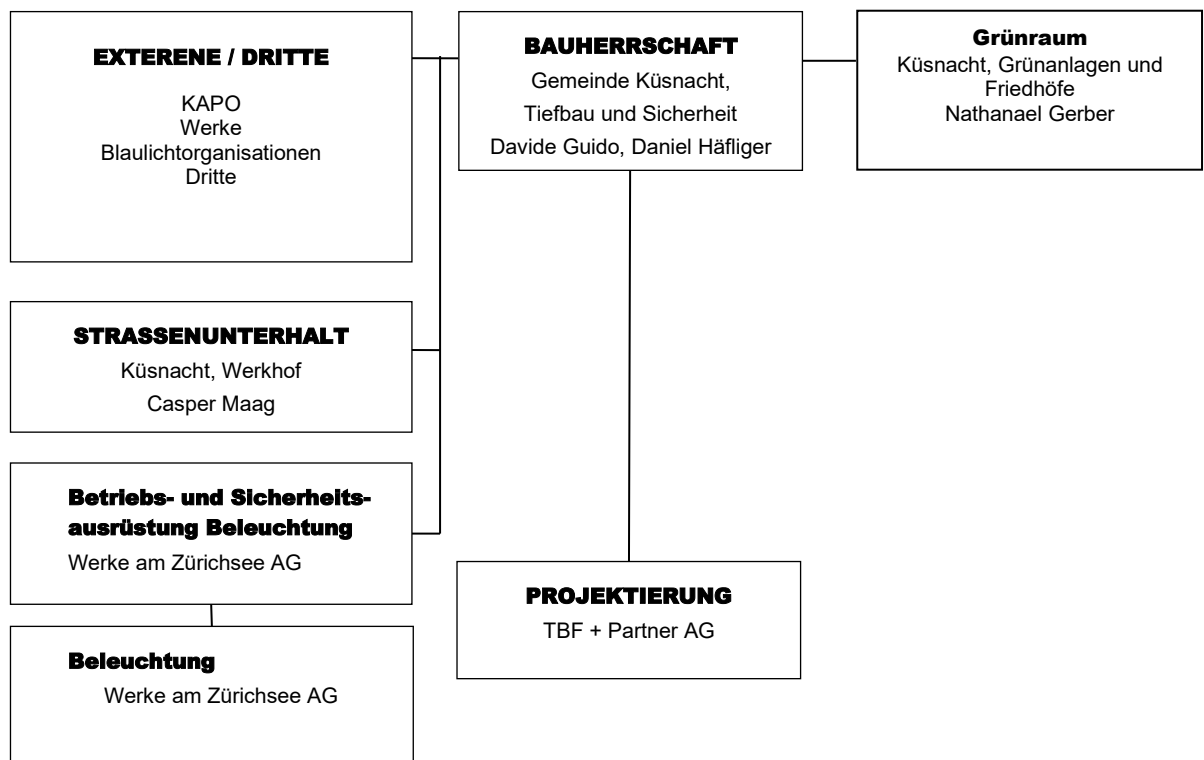 EXTERENE / DRITTE
KAPO
Werke
Blaulichtorganisationen
Dritte
BAUHERRSCHAFT
Gemeinde Küsnacht,
Tiefbau und Sicherheit
Davide Guido, Daniel Häfliger
Grünraum
Küsnacht, Grünanlagen und
Friedhöfe
Nathanael Gerber
STRASSENUNTERHALT
Küsnacht, Werkhof
Casper Maag
Betriebs- und Sicherheits-
ausrüstung Beleuchtung
Werke am Zürichsee AG
PROJEKTIERUNG
TBF + Partner AG
Beleuchtung
Werke am Zürichsee AG